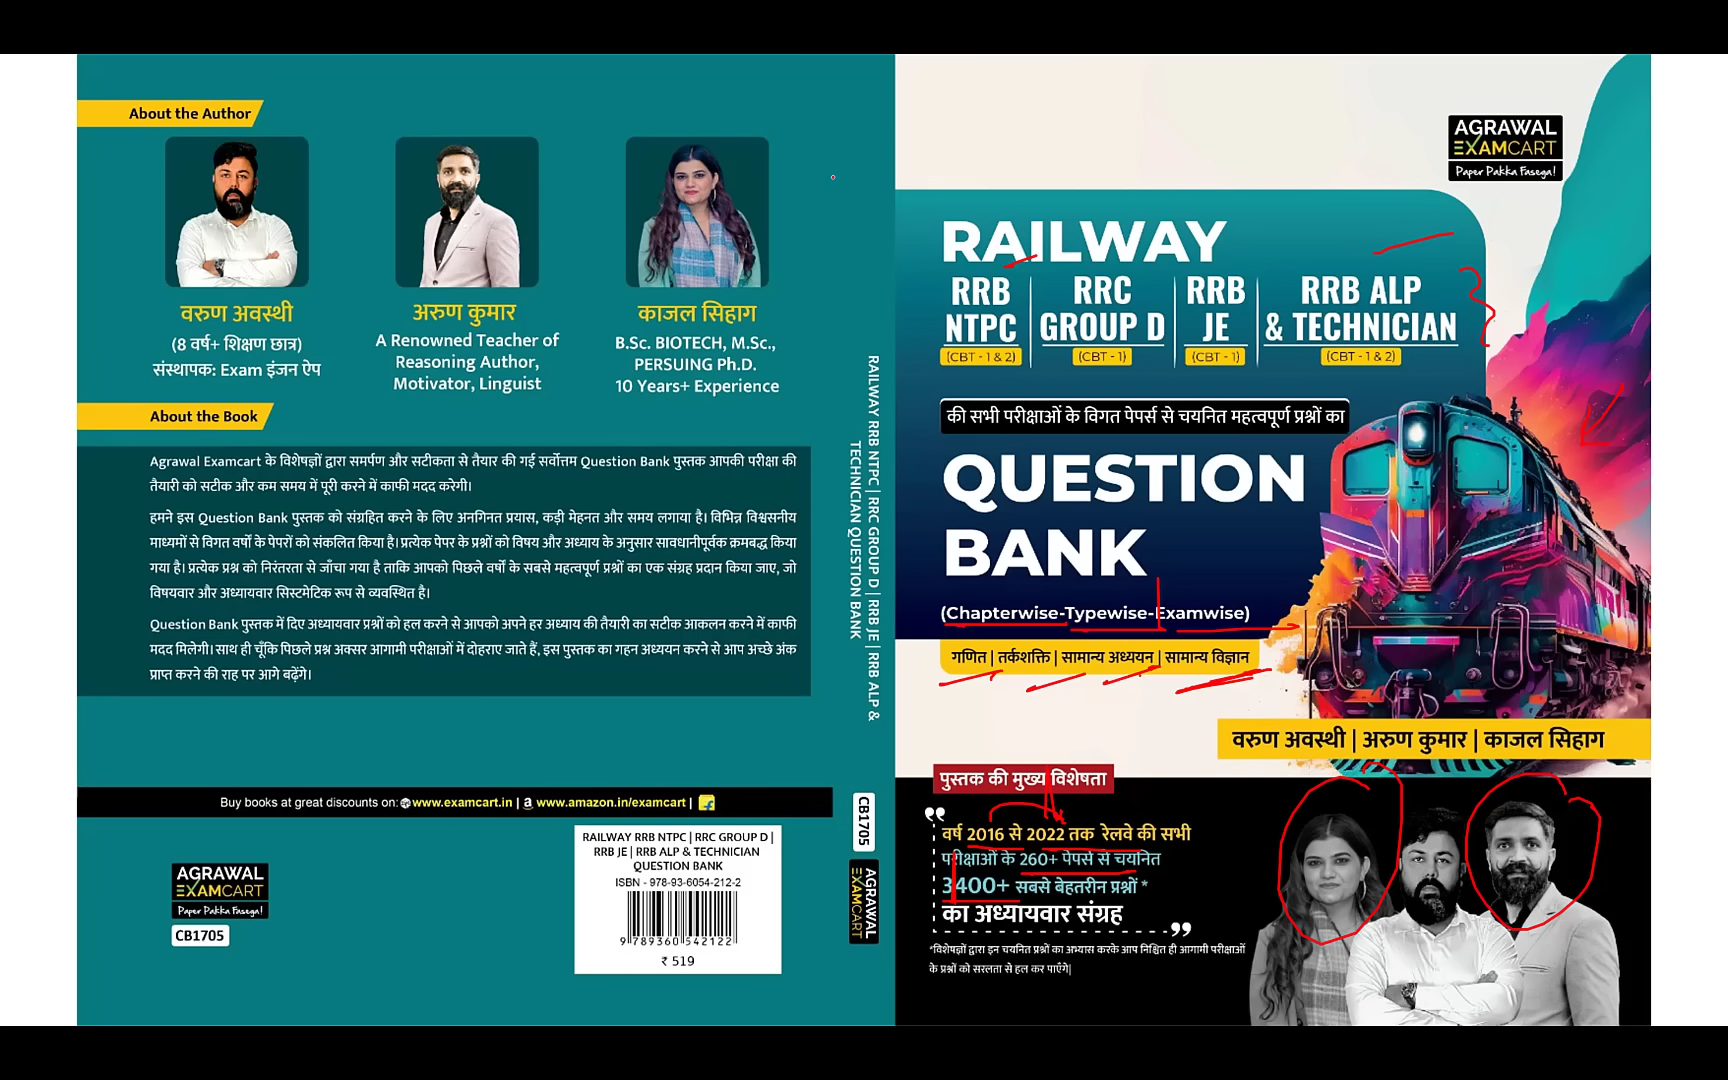 About the Author
वरुण अवस्थी
(8 वर्ष+ शिक्षण छात्र)
संस्थापक: Exam इंजन ऐप
अरुण कुमार
A Renowned Teacher of
Reasoning Author,
Motivator, Linguist
काजल सिहाग
B.Sc. BIOTECH, M.Sc.,
PERSUING Ph.D.
10 Years+ Experience
About the Book
Agrawal Examcart के विशेषज्ञों द्वारा समर्पण और सटीकता से तैयार की गई सर्वोत्तम Question Bank पुस्तक आपकी परीक्षा की
तैयारी को सटीक और कम समय में पूरी करने में काफी मदद करेगी।
हमने इस Question Bank पुस्तक को संग्रहित करने के लिए अनगिनत प्रयास, कड़ी मेहनत और समय लगाया है। विभिन्न विश्वसनीय
माध्यमों से विगत वर्षों के पेपरों को संकलित किया है। प्रत्येक पेपर के प्रश्नों को विषय और अध्याय के अनुसार सावधानीपूर्वक क्रमबद्ध किया
गया है। प्रत्येक प्रश्न को निरंतरता से जाँचा गया है ताकि आपको पिछले वर्षों के सबसे महत्वपूर्ण प्रश्नों का एक संग्रह प्रदान किया जाए, जो
विषयवार और अध्यायवार सिस्टमेटिक रूप से व्यवस्थित है।
Question Bank पुस्तक में दिए अध्यायवार प्रश्नों को हल करने से आपको अपने हर अध्याय की तैयारी का सटीक आकलन करने में काफी
मदद मिलेगी। साथ ही चूँकि पिछले प्रश्न अक्सर आगामी परीक्षाओं में दोहराए जाते हैं, इस पुस्तक का गहन अध्ययन करने से आप अच्छे अंक
प्राप्त करने की राह पर आगे बढ़ेंगे।
Buy books at great discounts on: www.examcart.in | a www.amazon.in/examcart |
AGRAWAL
EXAMCART
Paper Pakka Fasega!
CB1705
RAILWAY RRB NTPC | RRC GROUP D |
RRB JE | RRB ALP & TECHNICIAN
QUESTION BANK
ISBN - 978-93-6054-212-2
9 789360 542122
₹ 519
RAILWAY RRB NTPC | RRC GROUP D | RRB JE | RRB ALP &
TECHNICIAN QUESTION BANK
CB1705
AGRAWAL
EXAMCART
AGRAWAL
EXAMCART
Paper Pakka Fasega!
RAILWAY
RRB NTPC
(CBT - 1 & 2)
RRC GROUP D
(CBT - 1)
RRB JE
(CBT - 1)
RRB ALP & TECHNICIAN
(CBT - 1 & 2)
की सभी परीक्षाओं के विगत पेपर्स से चयनित महत्वपूर्ण प्रश्नों का
QUESTION
BANK
(Chapterwise-Typewise-Examwise)
गणित | तर्कशक्ति | सामान्य अध्ययन | सामान्य विज्ञान
वरुण अवस्थी | अरुण कुमार | काजल सिहाग
पुस्तक की मुख्य विशेषता
वर्ष 2016 से 2022 तक रेलवे की सभी
परीक्षाओं के 260+ पेपर्स से चयनित
3400+ सबसे बेहतरीन प्रश्नों *
का अध्यायवार संग्रह
*विशेषज्ञों द्वारा इन चयनित प्रश्नों का अभ्यास करके आप निश्चित ही आगामी परीक्षाओं
के प्रश्नों को सरलता से हल कर पाएँगे|